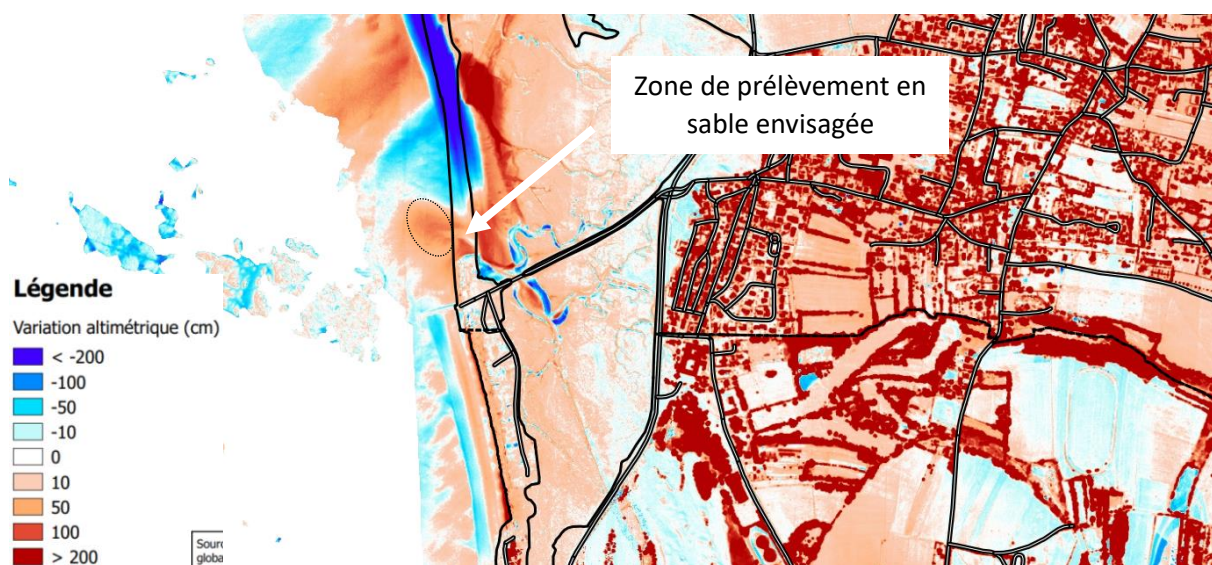 Zone de prélèvement en
sable envisagée
Légende
Variation altimétrique (cm)
< -200
-100
-50
-10
0
10
50
100
> 200